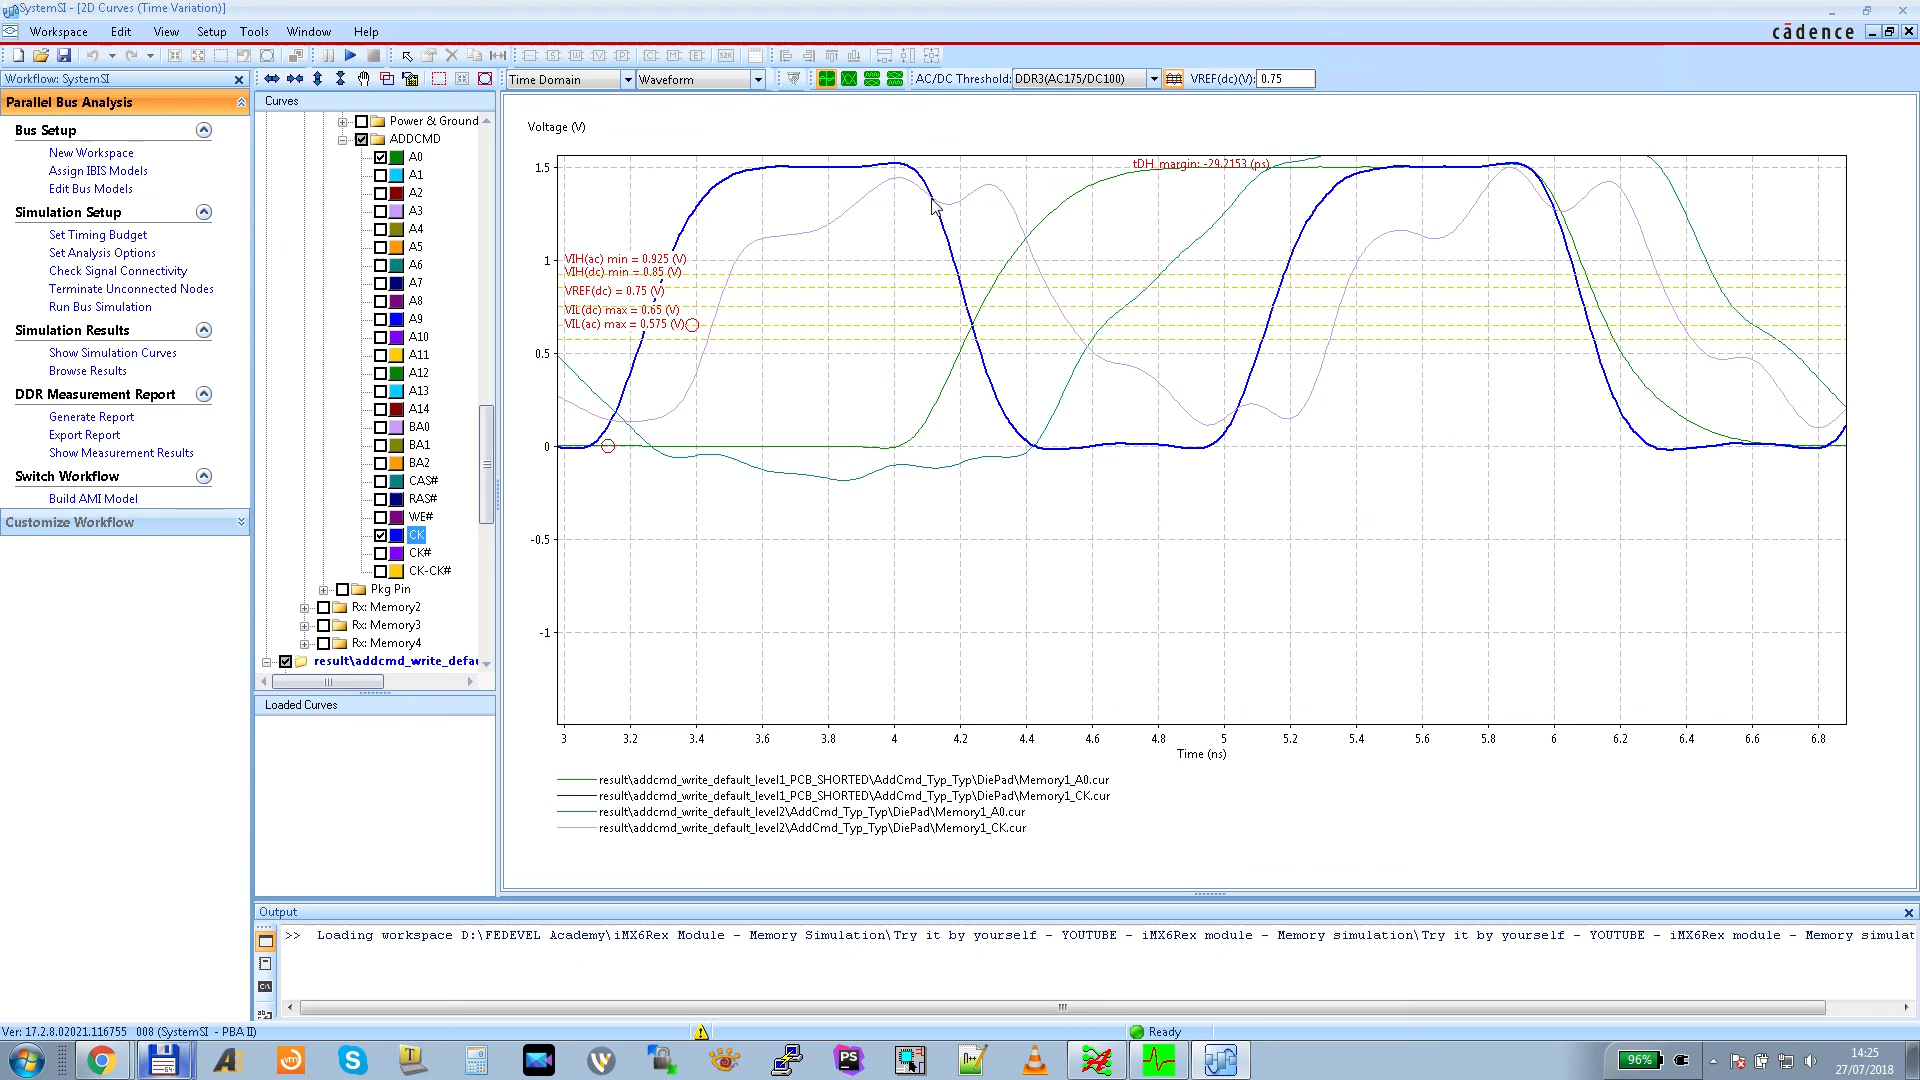 SystemSI - [2D Curves (Time Variation)]
Workspace Edit View Setup Tools Window Help
cādence
Workflow: SystemSI
Time Domain
Waveform
AC/DC Threshold: DDR3(AC175/DC100)
VREF(dc)(V): 0.75
Parallel Bus Analysis
Bus Setup
New Workspace
Assign IBIS Models
Edit Bus Models
Simulation Setup
Set Timing Budget
Set Analysis Options
Check Signal Connectivity
Terminate Unconnected Nodes
Run Bus Simulation
Simulation Results
Show Simulation Curves
Browse Results
DDR Measurement Report
Generate Report
Export Report
Show Measurement Results
Switch Workflow
Build AMI Model
Customize Workflow
Curves
Power & Ground
ADDCMD
A0
A1
A2
A3
A4
A5
A6
A7
A8
A9
A10
A11
A12
A13
A14
BA0
BA1
BA2
CAS#
RAS#
WE#
CK
CK#
CK-CK#
Pkg Pin
Rx: Memory2
Rx: Memory3
Rx: Memory4
result\addcmd_write_defau
Loaded Curves
Voltage (V)
tDH_margin: -29.2153 (ns)
1.5
VIH(ac) min = 0.925 (V)
1
VIH(dc) min = 0.85 (V)
VREF(dc) = 0.75 (V)
VIL(dc) max = 0.65 (V)
VIL(ac) max = 0.575 (V)
0.5
0
-0.5
-1
3 3.2 3.4 3.6 3.8 4 4.2 4.4 4.6 4.8 5 5.2 5.4 5.6 5.8 6 6.2 6.4 6.6 6.8
Time (ns)
result\addcmd_write_default_level1_PCB_SHORTED\AddCmd_Typ_Typ\DiePad\Memory1_A0.cur
result\addcmd_write_default_level1_PCB_SHORTED\AddCmd_Typ_Typ\DiePad\Memory1_CK.cur
result\addcmd_write_default_level2\AddCmd_Typ_Typ\DiePad\Memory1_A0.cur
result\addcmd_write_default_level2\AddCmd_Typ_Typ\DiePad\Memory1_CK.cur
Output
>> Loading workspace D:\FEDEVEL Academy\iMX6Rex Module - Memory Simulation\Try it by yourself - YOUTUBE - iMX6Rex module - Memory simulation\Try it by yourself - YOUTUBE - iMX6Rex module - Memory simulat
Ver: 17.2.8.02021.116755 008 (SystemSI - PBA II)
Ready
96%
14:25
27/07/2018